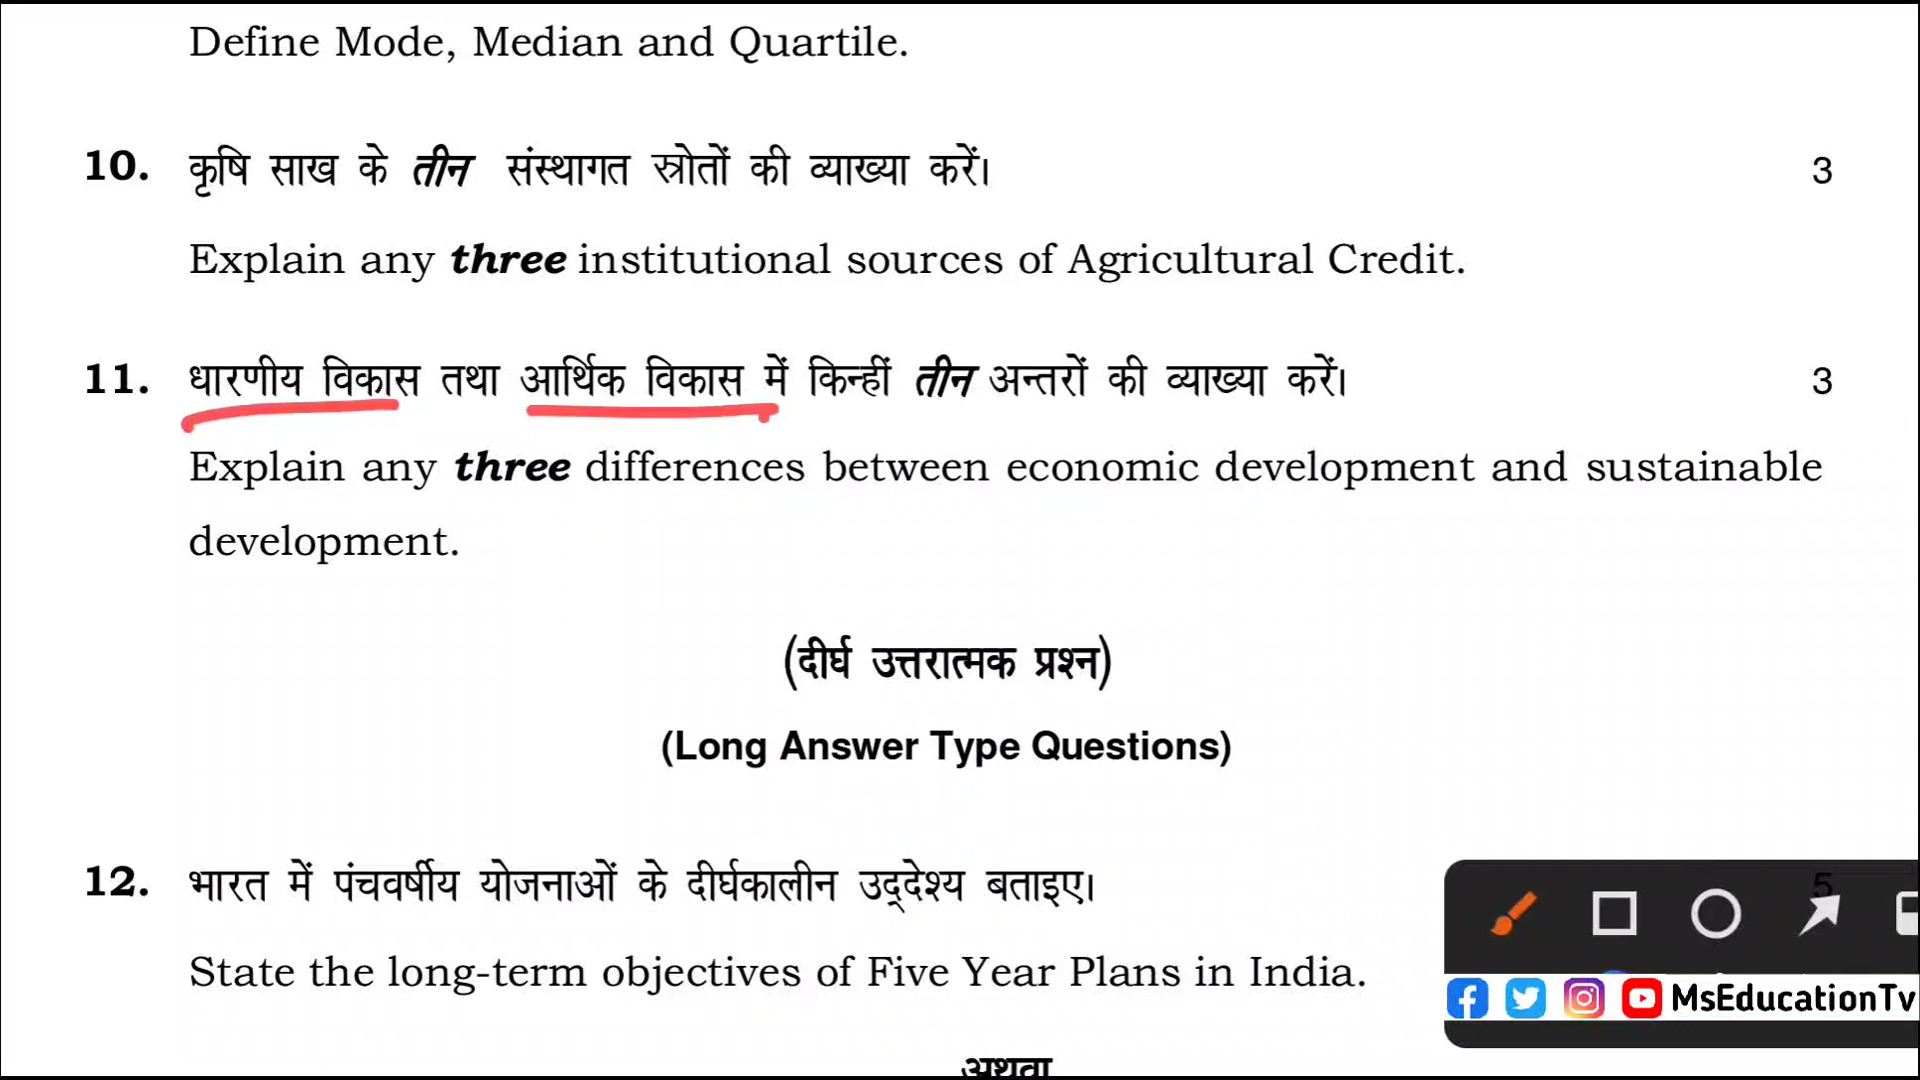 Define Mode, Median and Quartile.
10. कृषि साख के तीन संस्थागत स्रोतों की व्याख्या करें। 3
Explain any three institutional sources of Agricultural Credit.
11. धारणीय विकास तथा आर्थिक विकास में किन्हीं तीन अन्तरों की व्याख्या करें। 3
Explain any three differences between economic development and sustainable
development.
(दीर्घ उत्तरात्मक प्रश्न)
(Long Answer Type Questions)
12. भारत में पंचवर्षीय योजनाओं के दीर्घकालीन उद्देश्य बताइए। 5
State the long-term objectives of Five Year Plans in India.
MsEducationTv
अथवा